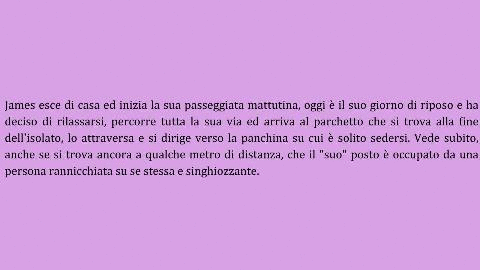 James esce di casa ed inizia la sua passeggiata mattutina, oggi è il suo giorno di riposo e ha
deciso di rilassarsi, percorre tutta la sua via ed arriva al parchetto che si trova alla fine
dell'isolato, lo attraversa e si dirige verso la panchina su cui è solito sedersi. Vede subito,
anche se si trova ancora a qualche metro di distanza, che il "suo" posto è occupato da una
persona rannicchiata su se stessa e singhiozzante.